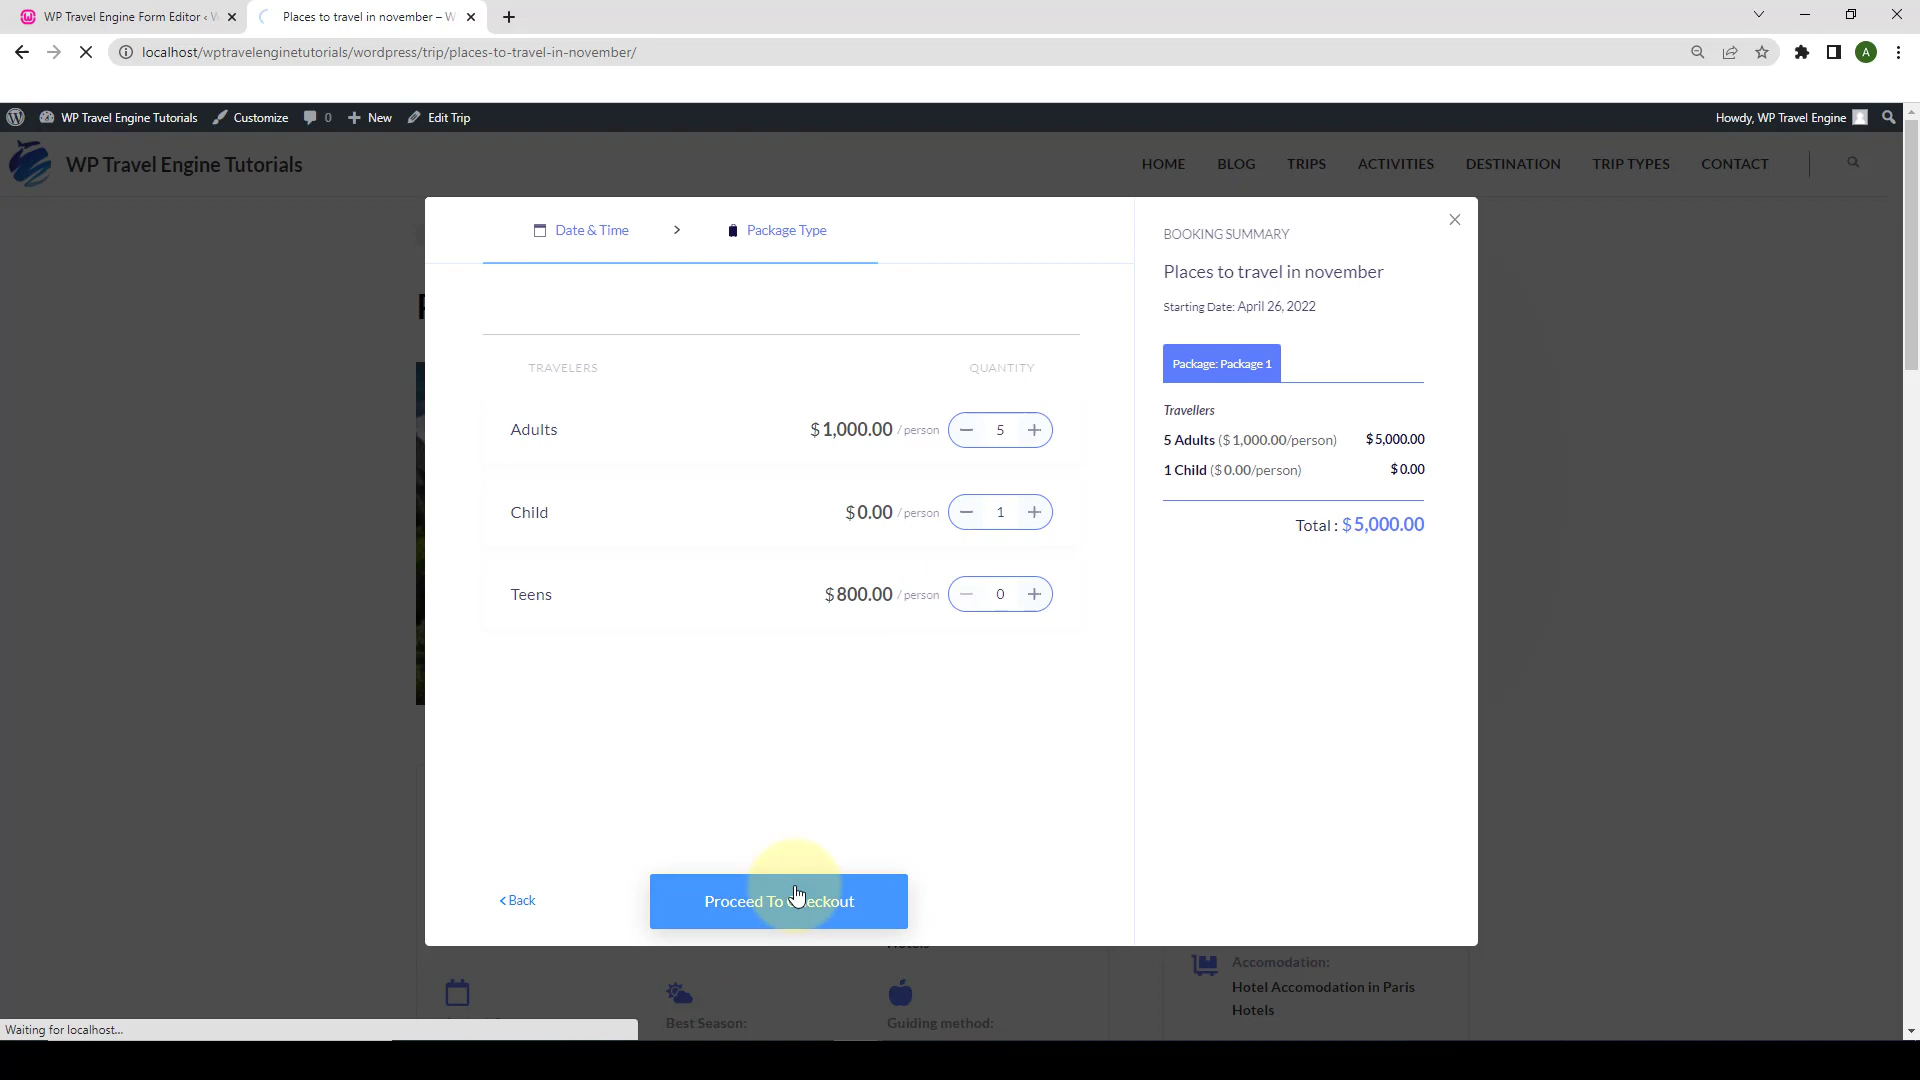 WP Travel Engine Form Editor ‹ W
Places to travel in november – W
localhost/wptravelenginetutorials/wordpress/trip/places-to-travel-in-november/
A
WP Travel Engine Tutorials
Customize
0
New
Edit Trip
Howdy, WP Travel Engine
WP Travel Engine Tutorials
HOME
BLOG
TRIPS
ACTIVITIES
DESTINATION
TRIP TYPES
CONTACT
Date & Time
Package Type
TRAVELERS
QUANTITY
Adults
$1,000.00 / person
5
Child
$0.00 / person
1
Teens
$800.00 / person
0
< Back
Proceed To Checkout
BOOKING SUMMARY
Places to travel in november
Starting Date: April 26, 2022
Package: Package 1
Travellers
5 Adults ($1,000.00/person) $5,000.00
1 Child ($0.00/person) $0.00
Total : $5,000.00
Best Season:
Guiding method:
Accomodation:
Hotel Accomodation in Paris
Hotels
Waiting for localhost...